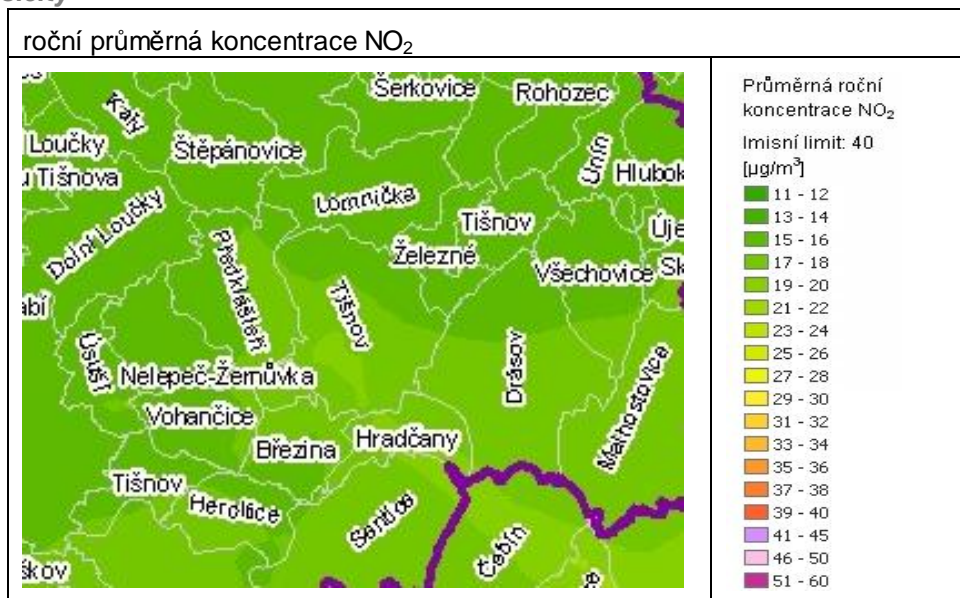 roční průměrná koncentrace NO₂
Šerkovice
Rohozec
Kaly
Loučky
Štěpánovice
Unín
u Tišnova
Hlubok
Lomnička
Dolní Loučky
Tišnov
Úje
Předklášteří
Železné
Všechovice
Sk
abí
Tišnov
Úsuší
Drásov
Malhostovice
Nelepeč-Žernůvka
Vohančice
Březina
Hradčany
Tišnov
Heroltice
Sentice
Čebín
škov
Průměrná roční
koncentrace NO₂
Imisní limit: 40
[µg/m³]
11 - 12
13 - 14
15 - 16
17 - 18
19 - 20
21 - 22
23 - 24
25 - 26
27 - 28
29 - 30
31 - 32
33 - 34
35 - 36
37 - 38
39 - 40
41 - 45
46 - 50
51 - 60